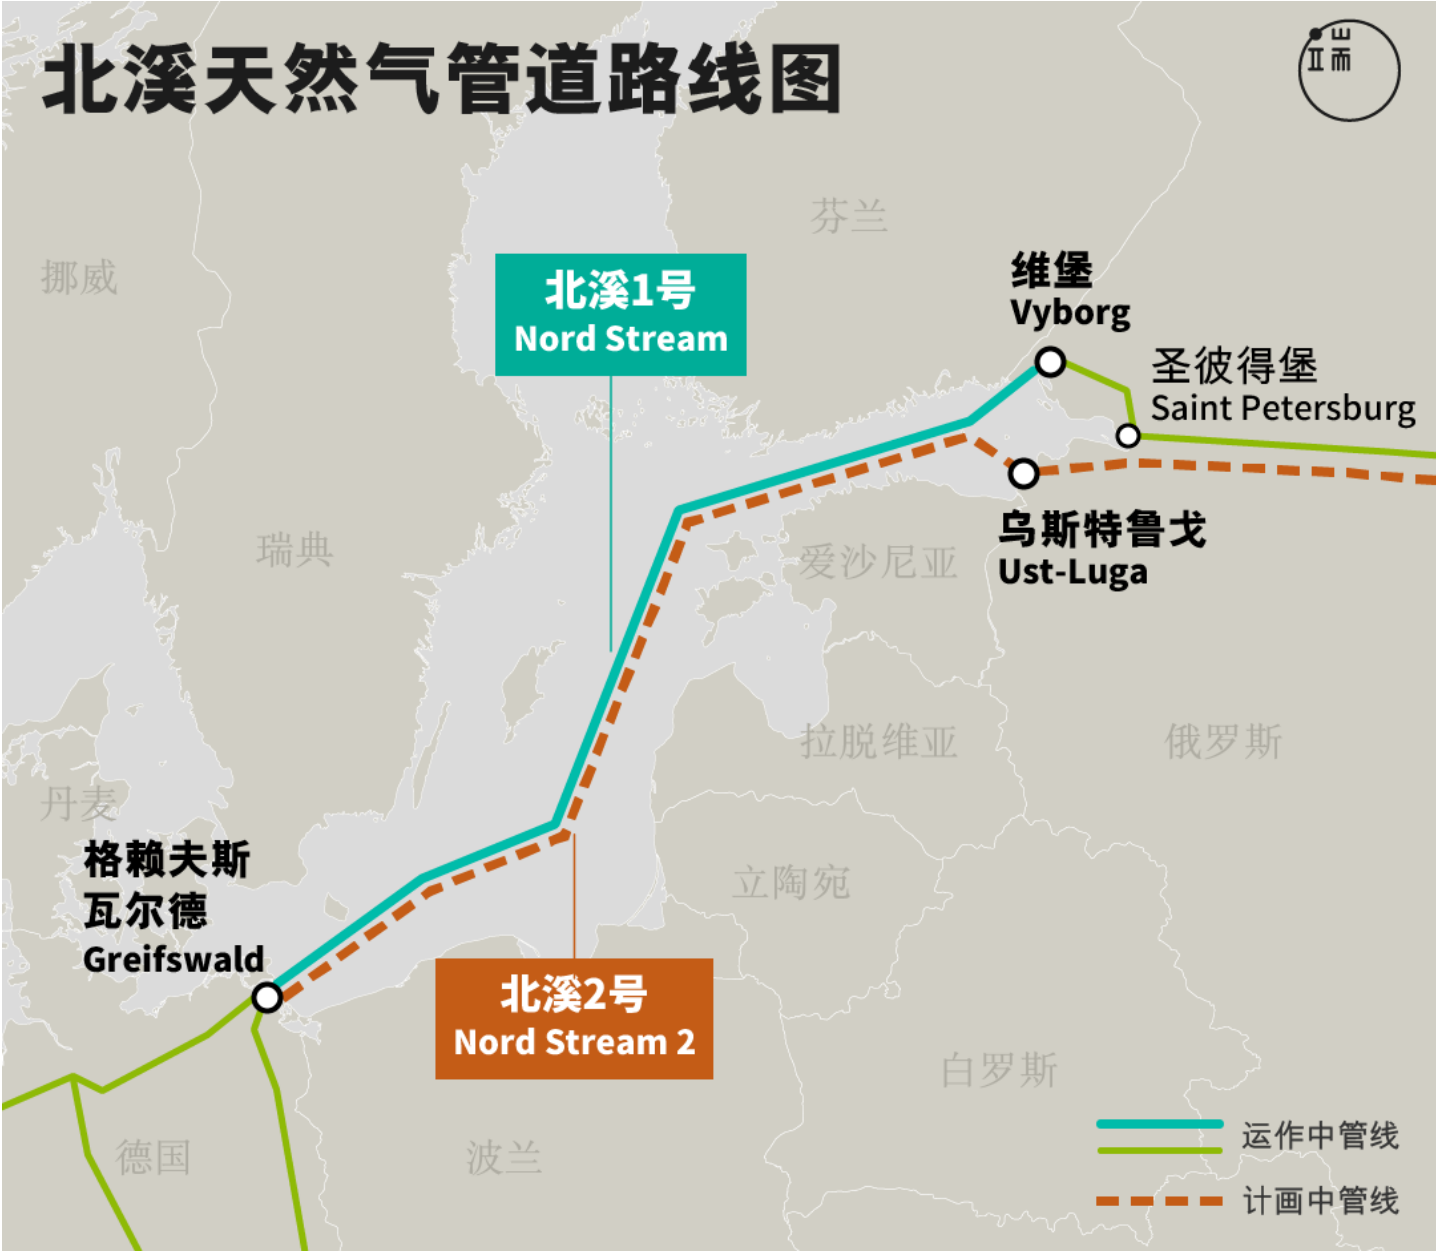 北溪天然气管道路线图
端
芬兰
挪威
北溪1号
Nord Stream
维堡
Vyborg
圣彼得堡
Saint Petersburg
乌斯特鲁戈
Ust-Luga
瑞典
爱沙尼亚
拉脱维亚
俄罗斯
丹麦
格赖夫斯
瓦尔德
Greifswald
立陶宛
北溪2号
Nord Stream 2
白罗斯
德国
波兰
运作中管线
计画中管线